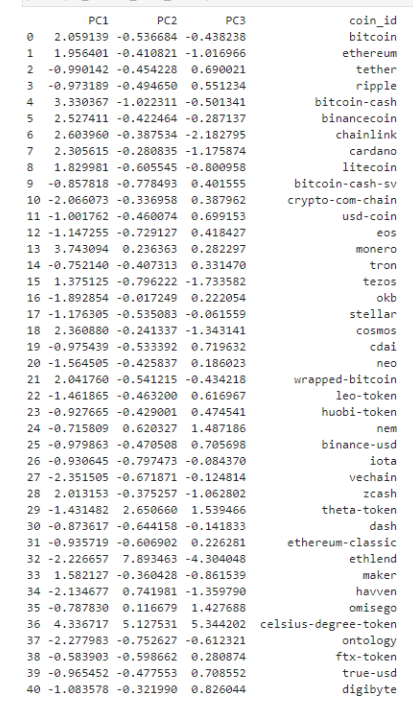 PC1 PC2 PC3 coin_id
0 2.059139 -0.536684 -0.438238 bitcoin
1 1.956401 -0.410821 -1.016966 ethereum
2 -0.990142 -0.454228 0.690021 tether
3 -0.973189 -0.494650 0.551234 ripple
4 3.330367 -1.022311 -0.501341 bitcoin-cash
5 2.527411 -0.422464 -0.287137 binancecoin
6 2.603960 -0.387534 -2.182795 chainlink
7 2.305615 -0.280835 -1.175874 cardano
8 1.829981 -0.605545 -0.800958 litecoin
9 -0.857818 -0.778493 0.401555 bitcoin-cash-sv
10 -2.066073 -0.336958 0.387962 crypto-com-chain
11 -1.001762 -0.460074 0.699153 usd-coin
12 -1.147255 -0.729127 0.418427 eos
13 3.743094 0.236363 0.282297 monero
14 -0.752140 -0.407313 0.331470 tron
15 1.375125 -0.796222 -1.733582 tezos
16 -1.892854 -0.017249 0.222054 okb
17 -1.176305 -0.535083 -0.061559 stellar
18 2.360880 -0.241337 -1.343141 cosmos
19 -0.975439 -0.533392 0.719632 cdai
20 -1.564505 -0.425837 0.186023 neo
21 2.041760 -0.541215 -0.434218 wrapped-bitcoin
22 -1.461865 -0.463200 0.616967 leo-token
23 -0.927665 -0.429001 0.474541 huobi-token
24 -0.715809 0.620327 1.487186 nem
25 -0.979863 -0.470508 0.705698 binance-usd
26 -0.930645 -0.797473 -0.084370 iota
27 -2.351505 -0.671871 -0.124814 vechain
28 2.013153 -0.375257 -1.062802 zcash
29 -1.431482 2.650660 1.539466 theta-token
30 -0.873617 -0.644158 -0.141833 dash
31 -0.935719 -0.606902 0.226281 ethereum-classic
32 -2.226657 7.893463 -4.304048 ethlend
33 1.582127 -0.360428 -0.861539 maker
34 -2.134677 0.741981 -1.359790 havven
35 -0.787830 0.116679 1.427688 omisego
36 4.336717 5.127531 5.344202 celsius-degree-token
37 -2.277983 -0.752627 -0.612321 ontology
38 -0.583903 -0.598662 0.280874 ftx-token
39 -0.965452 -0.477553 0.708552 true-usd
40 -1.083578 -0.321990 0.826044 digibyte